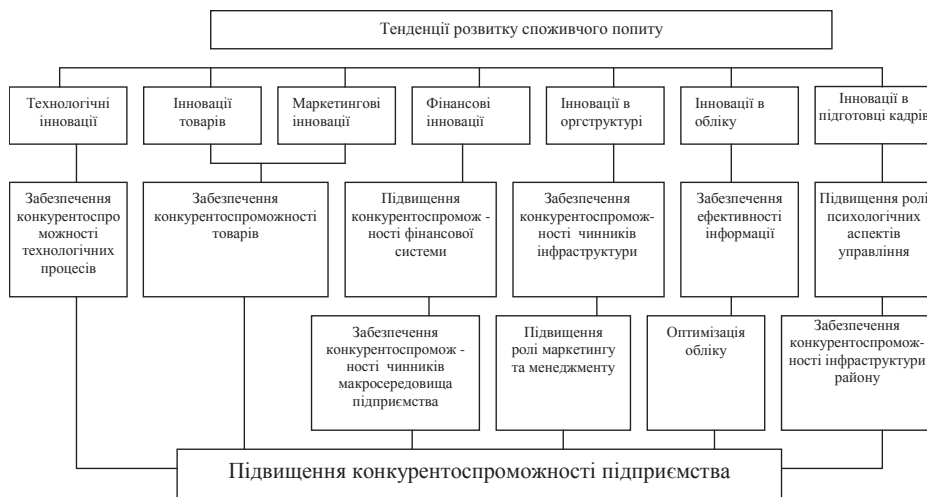 Тенденції розвитку споживчого попиту
Технологічні
інновації
Інновації
товарів
Маркетингові
інновації
Фінансові
інновації
Інновації в
оргструктурі
Інновації в
обліку
Інновації в
підготовці кадрів
Забезпечення
конкурентоспро
можності
технологічних
процесів
Забезпечення
конкурентоспроможності
товарів
Підвищення
конкурентоспромож -
ності фінансової
системи
Забезпечення
конкурентоспромож-
ності чинників
інфраструктури
Забезпечення
ефективності
інформації
Підвищення ролі
психологічних
аспектів
управління
Забезпечення
конкурентоспромож -
ності чинників
макросередовища
підприємства
Підвищення
ролі маркетингу
та менеджменту
Оптимізація
обліку
Забезпечення
конкурентоспромож-
ності інфраструктури
району
Підвищення конкурентоспроможності підприємства